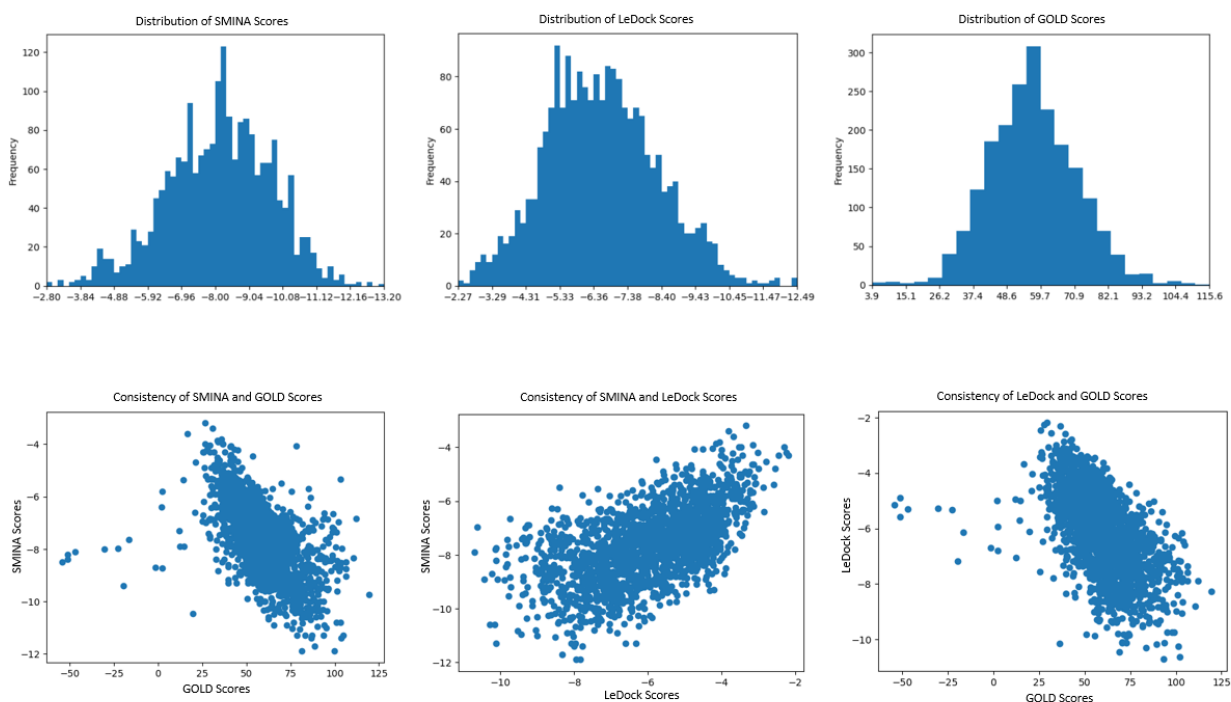 Distribution of SMINA Scores
Frequency
120
100
80
60
40
20
0
−2.80 −3.84 −4.88 −5.92 −6.96 −8.00 −9.04 −10.08 −11.12 −12.16 −13.20
Distribution of LeDock Scores
Frequency
80
60
40
20
0
−2.27 −3.29 −4.31 −5.33 −6.36 −7.38 −8.40 −9.43 −10.45 −11.47 −12.49
Distribution of GOLD Scores
Frequency
300
250
200
150
100
50
0
3.9 15.1 26.2 37.4 48.6 59.7 70.9 82.1 93.2 104.4 115.6
Consistency of SMINA and GOLD Scores
SMINA Scores
−4
−6
−8
−10
−12
−50 −25 0 25 50 75 100 125
GOLD Scores
Consistency of SMINA and LeDock Scores
SMINA Scores
−4
−6
−8
−10
−12
−10 −8 −6 −4 −2
LeDock Scores
Consistency of LeDock and GOLD Scores
LeDock Scores
−2
−4
−6
−8
−10
−50 −25 0 25 50 75 100 125
GOLD Scores